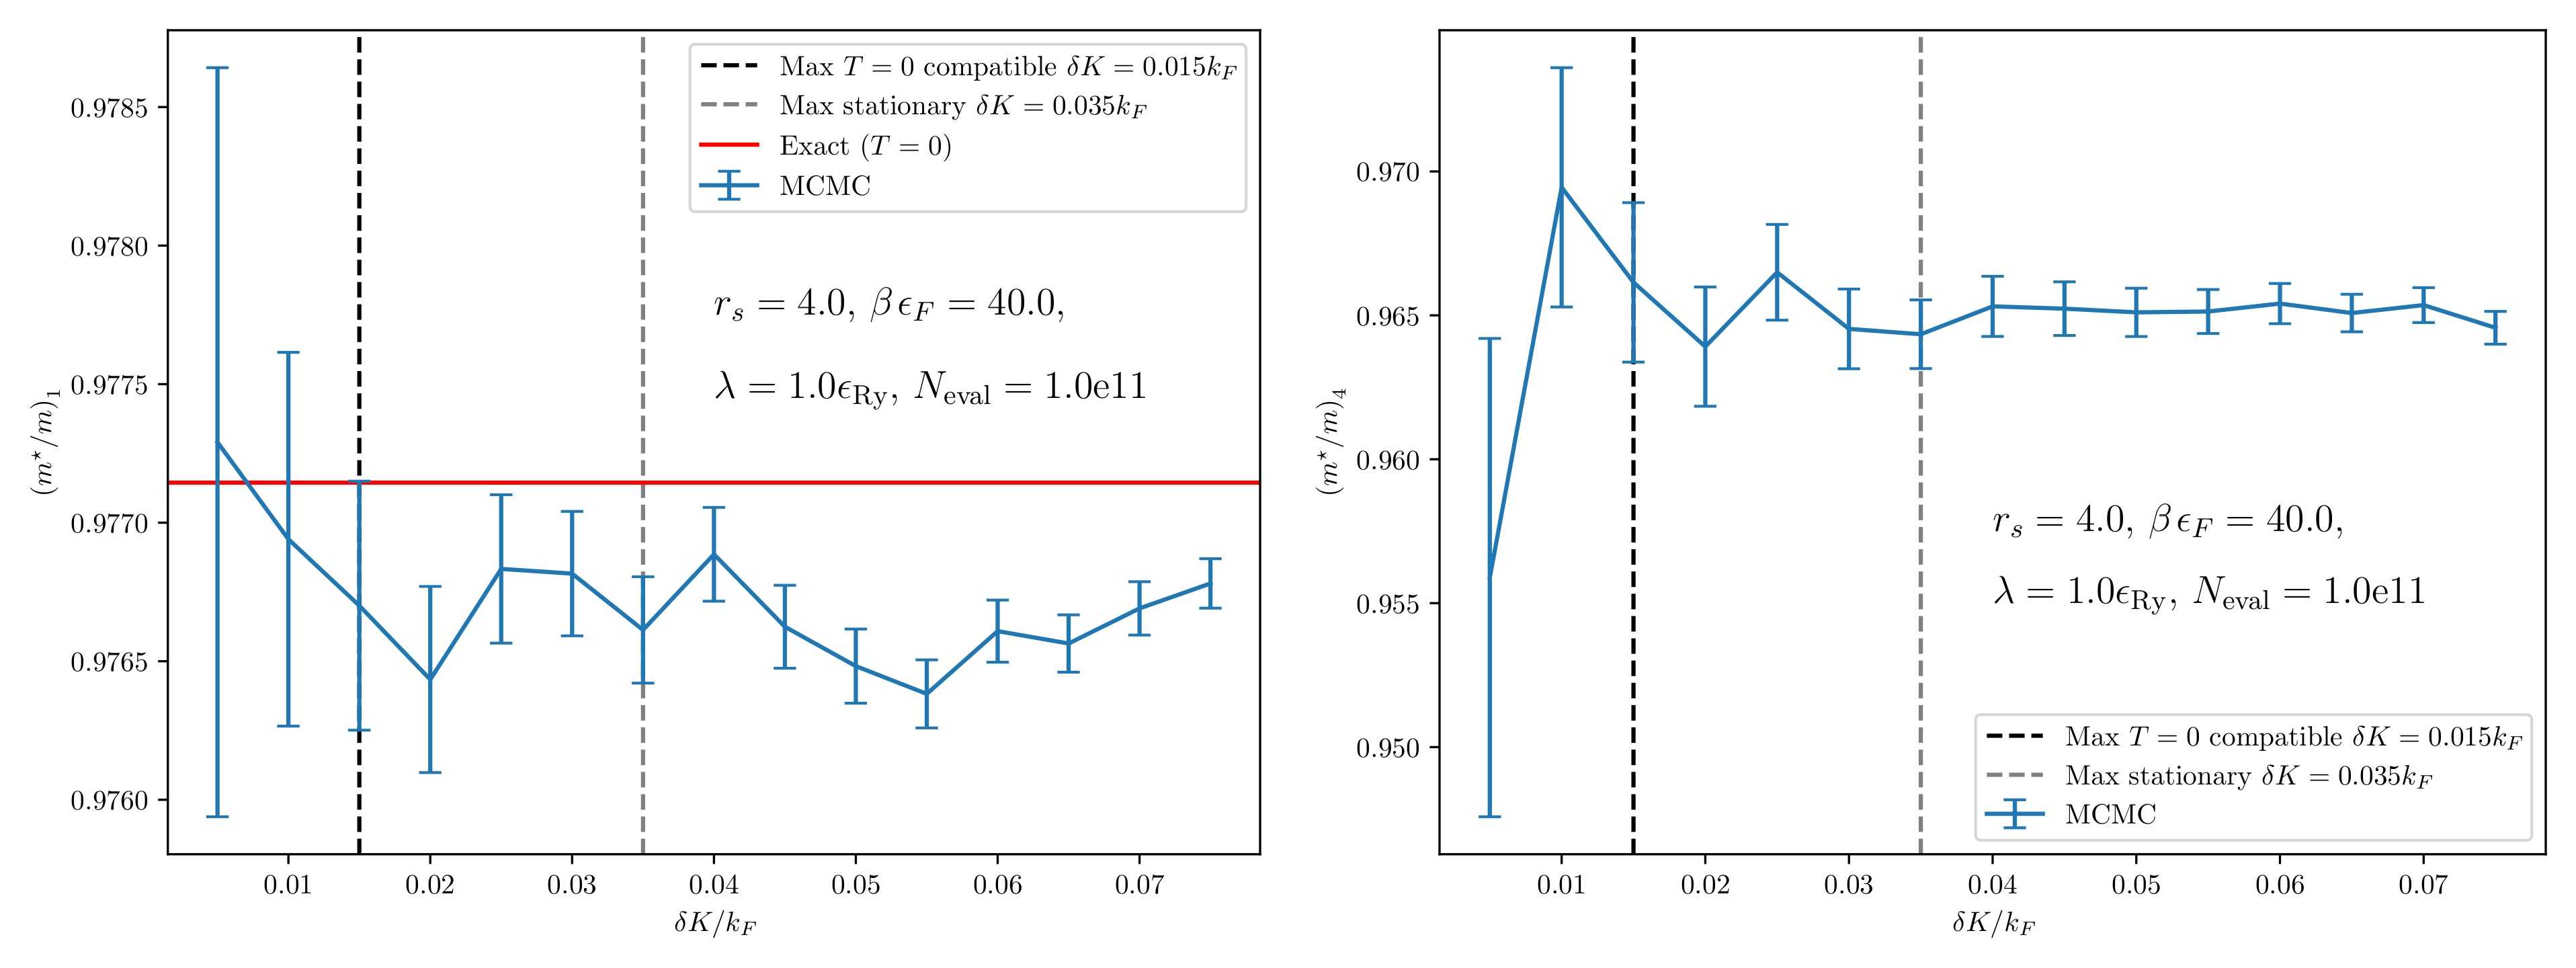 (m⋆/m)₁
0.9785
0.9780
0.9775
0.9770
0.9765
0.9760
Max T = 0 compatible δK = 0.015k_F
Max stationary δK = 0.035k_F
Exact (T = 0)
MCMC
r_s = 4.0, β ϵ_F = 40.0,
λ = 1.0ϵ_Ry, N_eval = 1.0e11
0.01 0.02 0.03 0.04 0.05 0.06 0.07
δK/k_F
(m⋆/m)₄
0.970
0.965
0.960
0.955
0.950
r_s = 4.0, β ϵ_F = 40.0,
λ = 1.0ϵ_Ry, N_eval = 1.0e11
Max T = 0 compatible δK = 0.015k_F
Max stationary δK = 0.035k_F
MCMC
0.01 0.02 0.03 0.04 0.05 0.06 0.07
δK/k_F